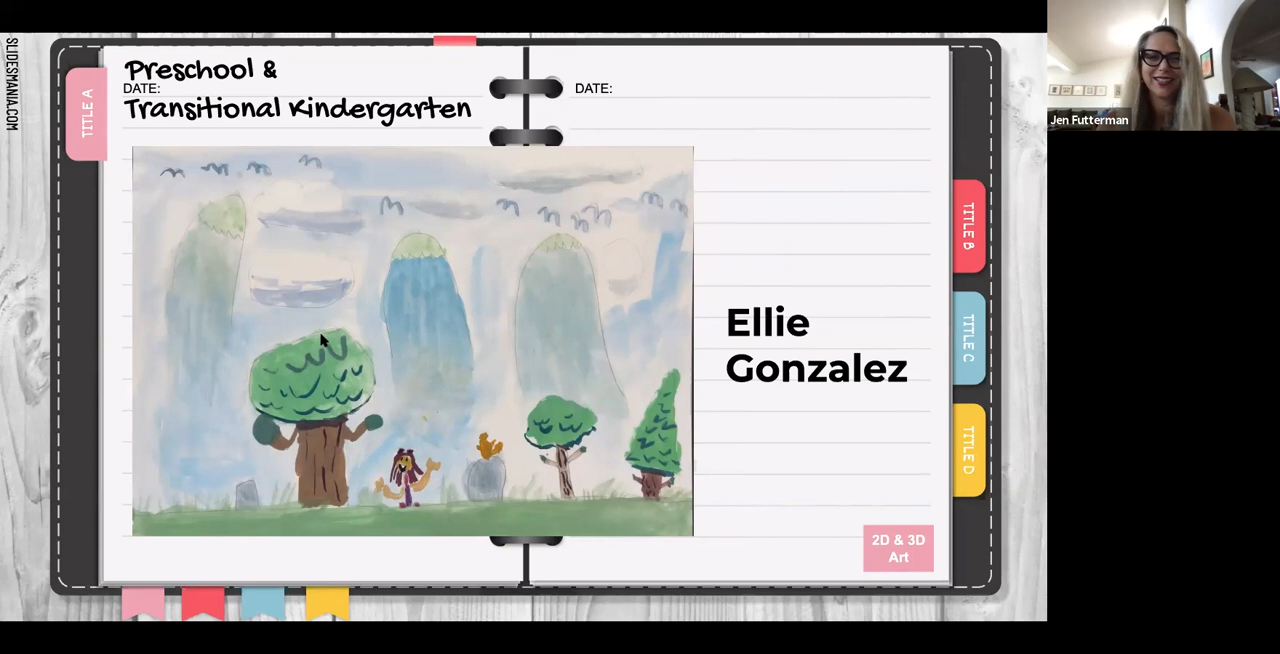 SLIDESMANIA.COM
TITLE A
Preschool &
DATE:
Transitional Kindergarten
DATE:
Jen Futterman
TITLE B
Ellie
Gonzalez
TITLE C
TITLE D
2D & 3D
Art